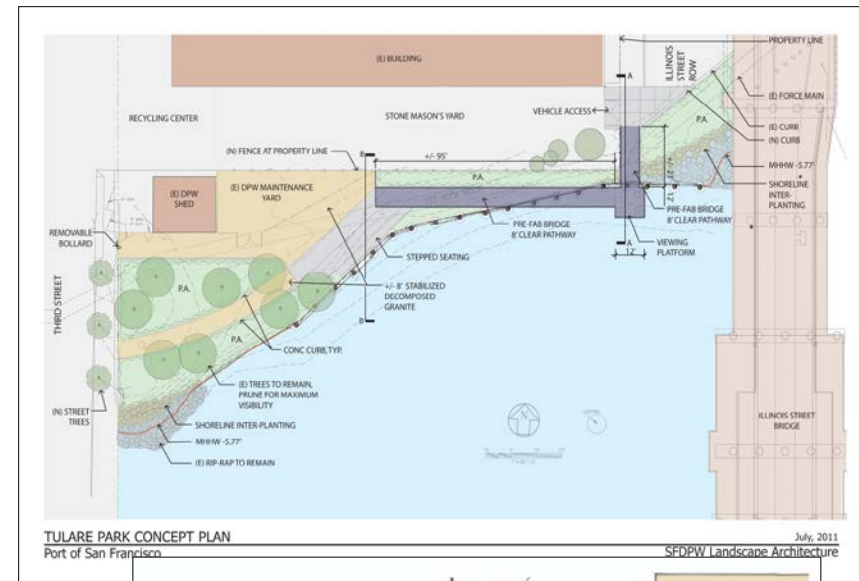 PROPERTY LINE
(E) BUILDING
ILLINOIS
STREET
ROW
A
(E) FORCE MAIN
RECYCLING CENTER
STONE MASON'S YARD
VEHICLE ACCESS
P.A.
(E) CURB
(N) CURB
(N) FENCE AT PROPERTY LINE
B
+/- 95'
MHHW -5.77'
P.A.
SHORELINE
INTER-
PLANTING
(E) DPW
SHED
(E) DPW MAINTENANCE
YARD
12'
PRE-FAB BRIDGE
8' CLEAR PATHWAY
PRE-FAB BRIDGE
8' CLEAR PATHWAY
REMOVABLE
BOLLARD
A
VIEWING
PLATFORM
STEPPED SEATING
12'
THIRD STREET
P.A.
+/- 8' STABILIZED
DECOMPOSED
GRANITE
B
P.A.
CONC CURB, TYP.
(E) TREES TO REMAIN,
PRUNE FOR MAXIMUM
VISIBILITY
(N) STREET
TREES
SHORELINE INTER-PLANTING
ILLINOIS STREET
BRIDGE
MHHW -5.77'
(E) RIP-RAP TO REMAIN
N
TULARE PARK CONCEPT PLAN
July, 2011
Port of San Francisco
SFDPW Landscape Architecture